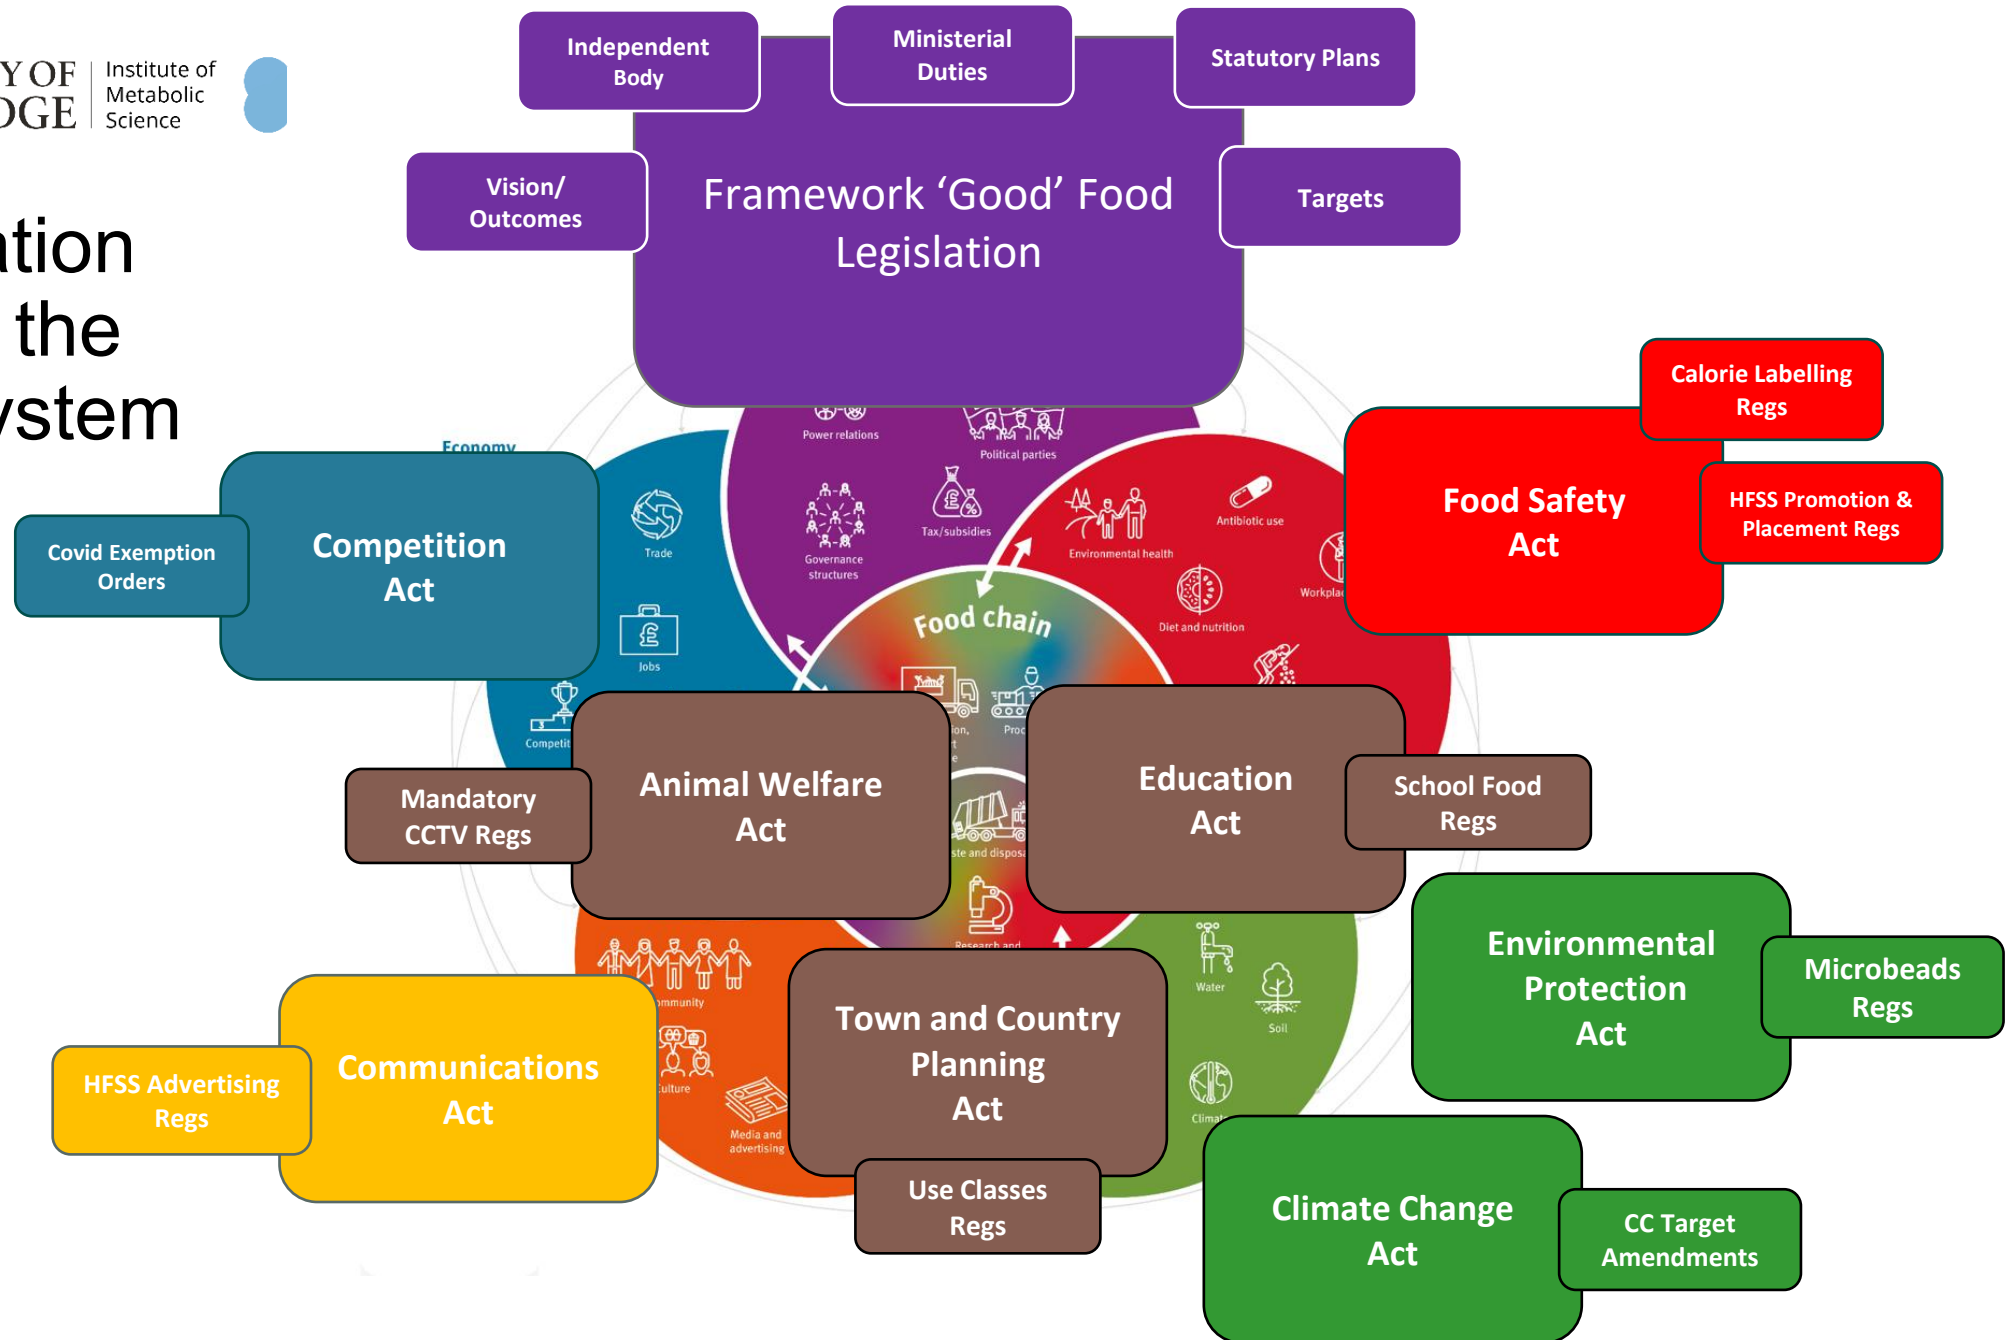 Y OF
DGE
Institute of
Metabolic
Science
ation
the
ystem
Independent
Body
Ministerial
Duties
Statutory Plans
Vision/
Outcomes
Framework ‘Good’ Food
Legislation
Targets
Calorie Labelling
Regs
HFSS Promotion &
Placement Regs
Food Safety
Act
Economy
Competition
Act
Covid Exemption
Orders
Power relations
Political parties
Governance
structures
Tax/subsidies
Trade
Jobs
Competit
Environmental health
Antibiotic use
Diet and nutrition
Workplac
Food chain
ion,
Proc
ste and dispos
Research and
Animal Welfare
Act
Mandatory
CCTV Regs
Education
Act
School Food
Regs
Environmental
Protection
Act
Microbeads
Regs
Water
Soil
Climat
mmunity
ulture
Media and
advertising
Communications
Act
HFSS Advertising
Regs
Town and Country
Planning
Act
Use Classes
Regs
Climate Change
Act
CC Target
Amendments